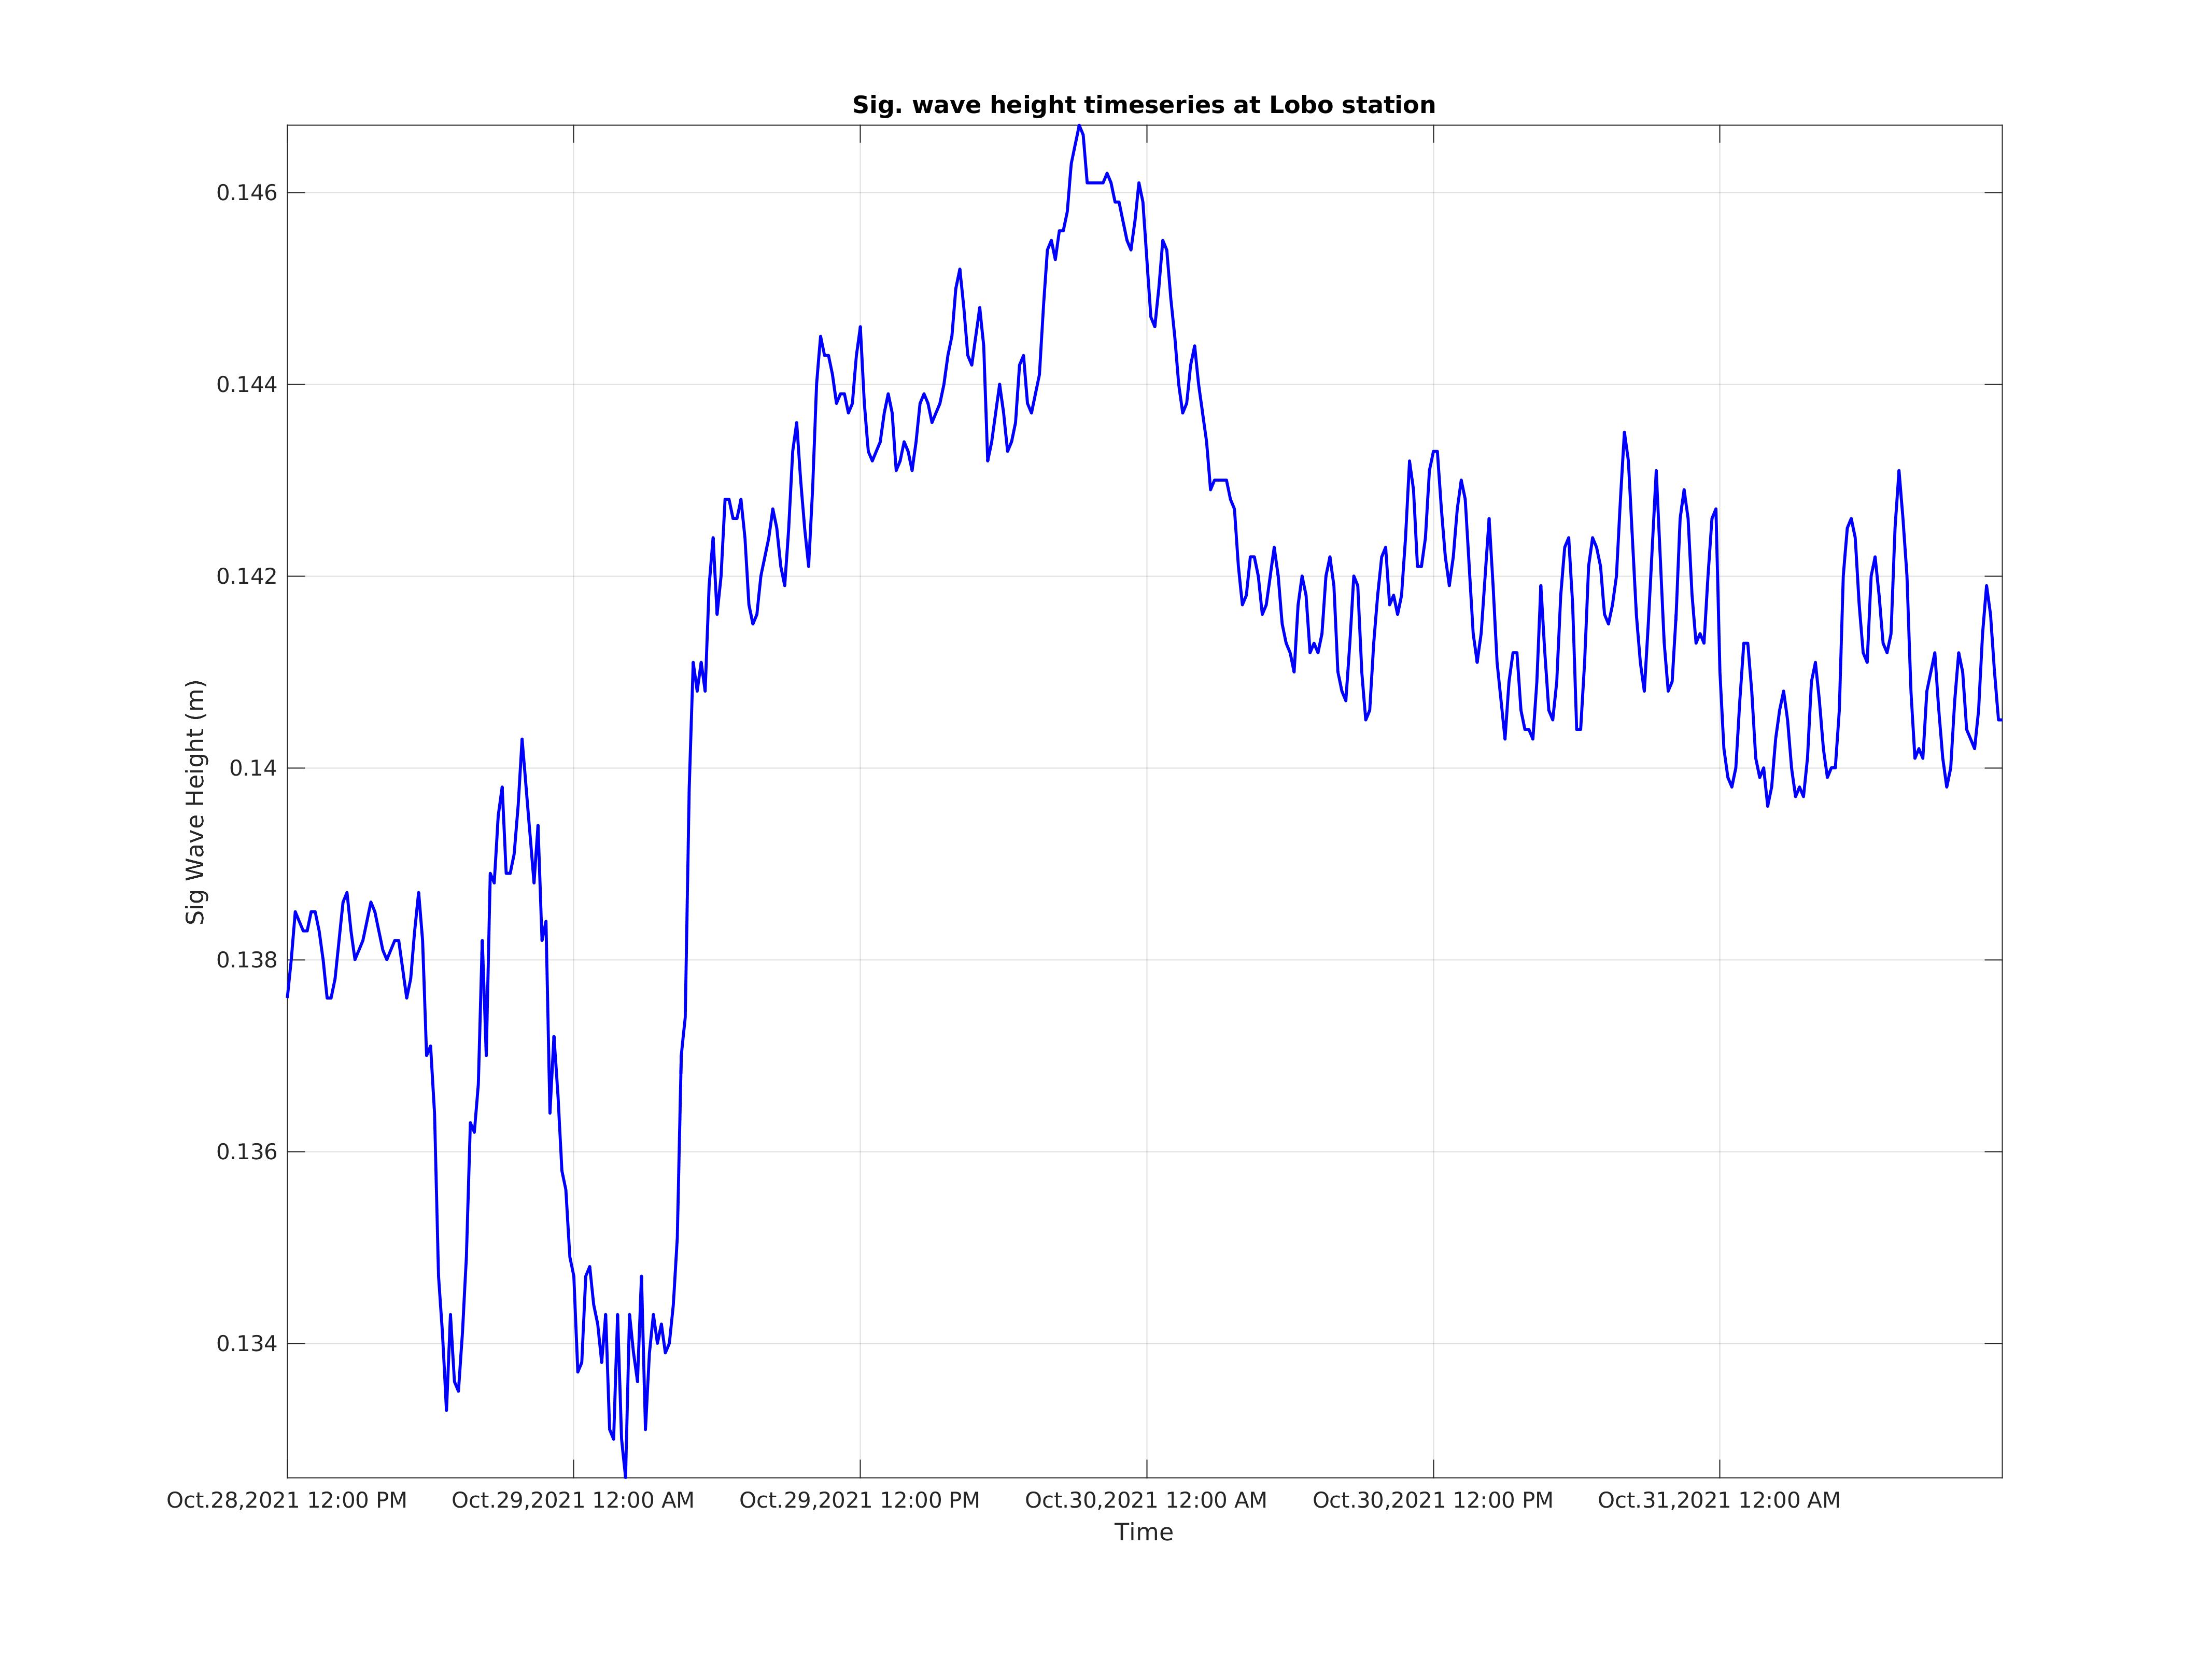 Sig. wave height timeseries at Lobo station
0.146
0.144
0.142
0.14
0.138
0.136
0.134
Sig Wave Height (m)
Oct.28,2021 12:00 PM Oct.29,2021 12:00 AM Oct.29,2021 12:00 PM Oct.30,2021 12:00 AM Oct.30,2021 12:00 PM Oct.31,2021 12:00 AM
Time